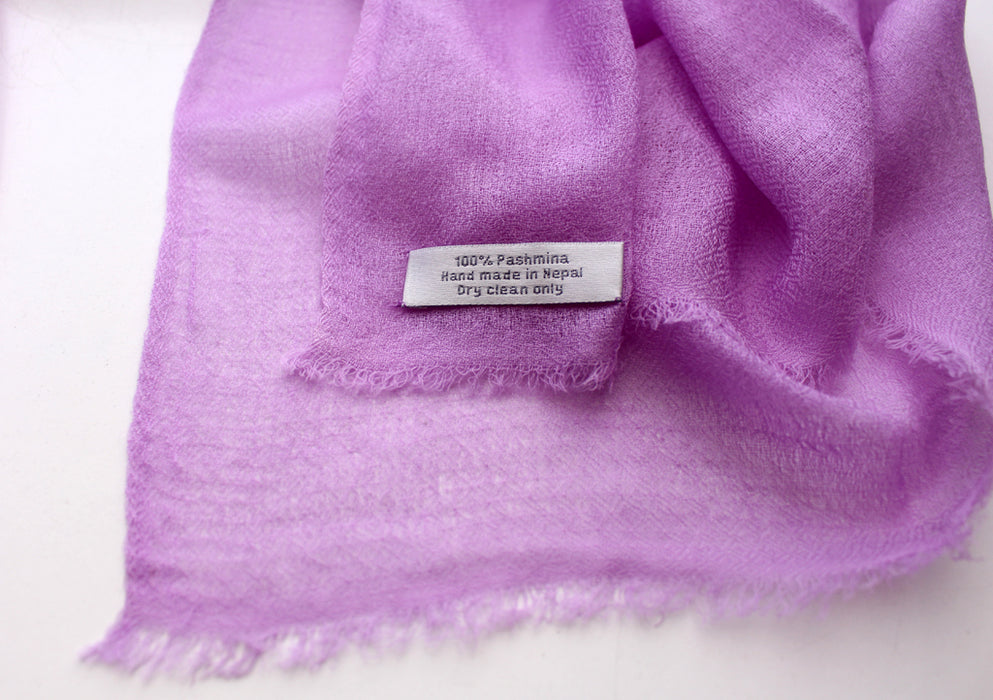 100% Pashmina
Hand made in Nepal
Dry clean only